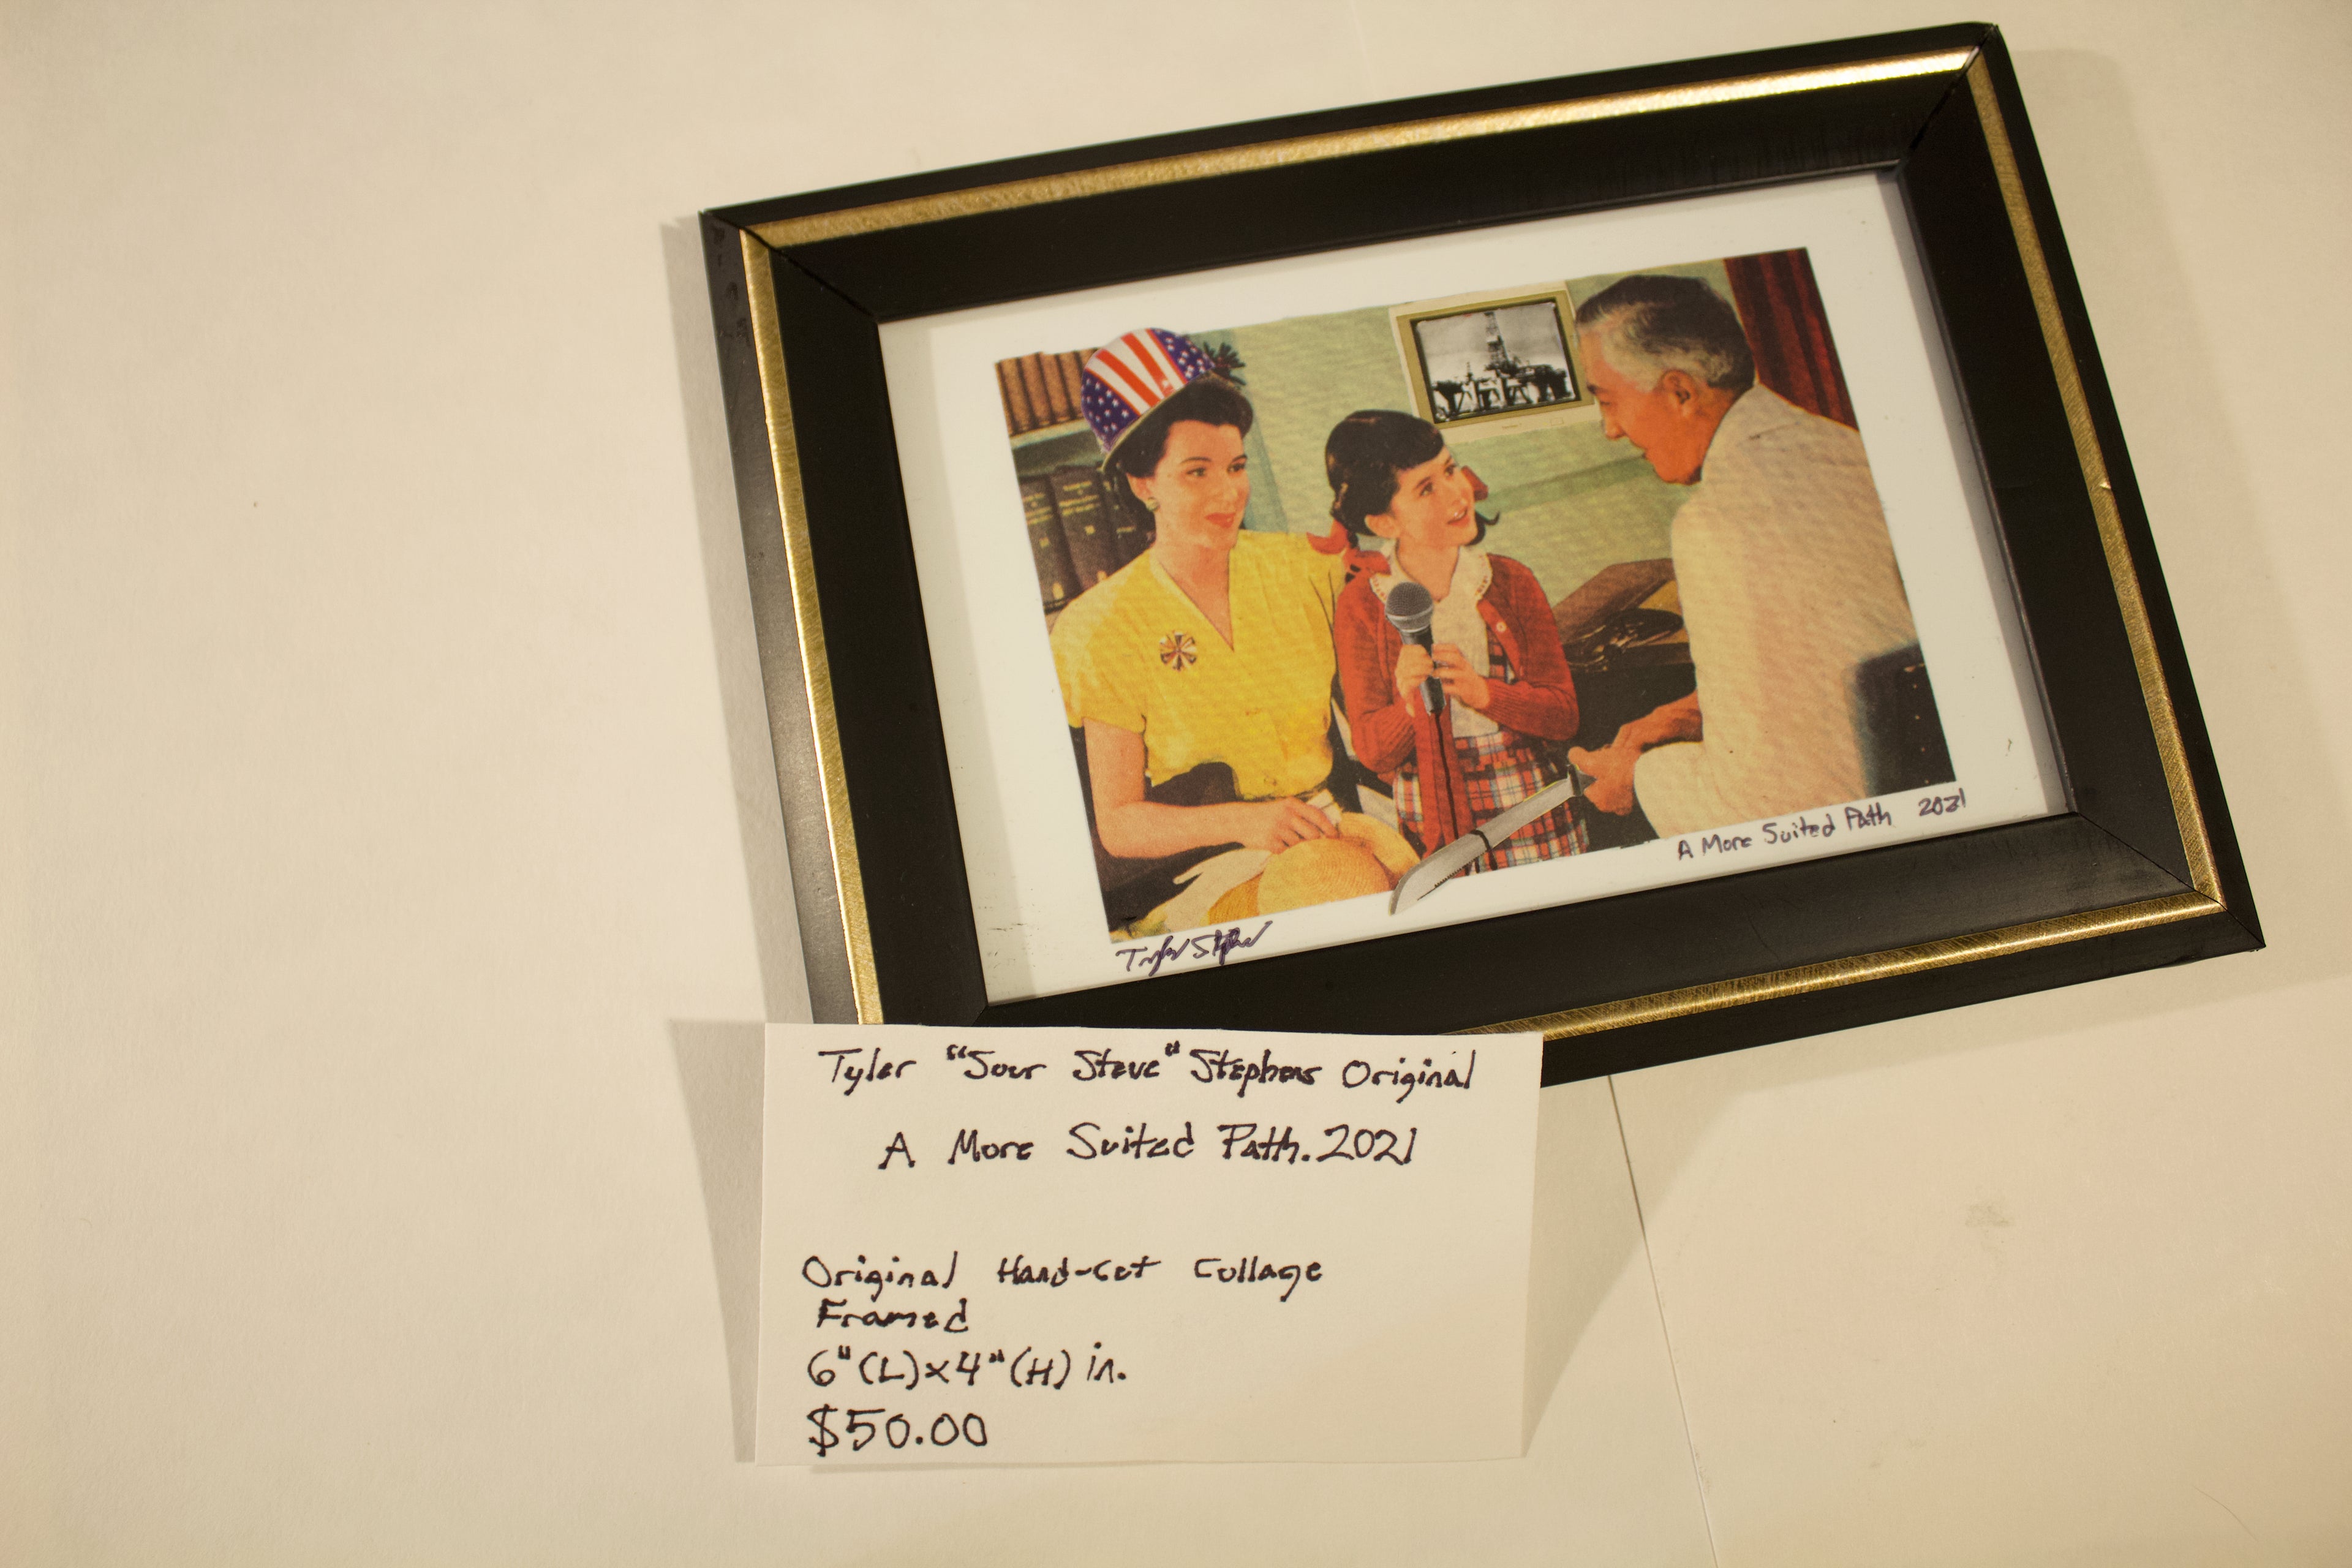 A More Suited Path 2021
Tyler Stephens
Tyler "Sour Steve" Stephens Original
A More Suited Path. 2021
Original Hand-Cut Collage
Framed
6"(L)x4"(H) in.
$50.00